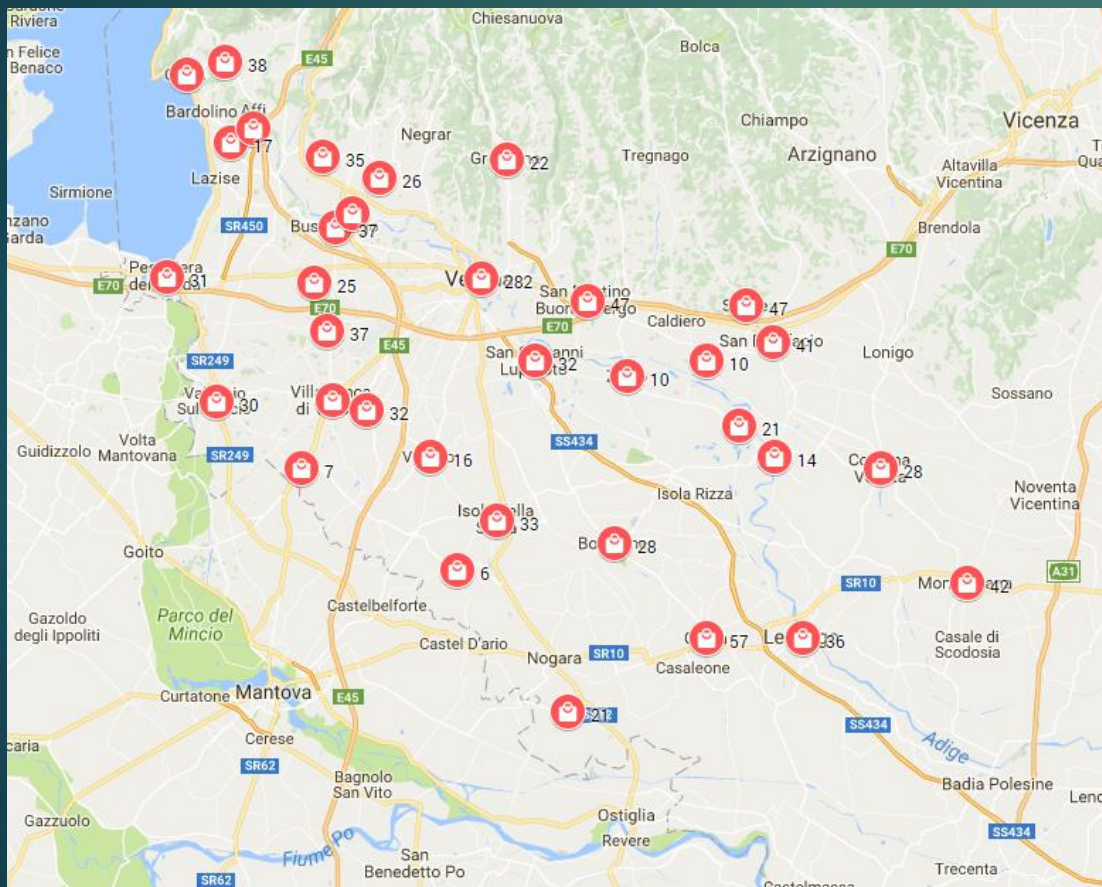 Riviera
Chiesanuova
Bolca
n Felice
Benaco
E45
38
Vicenza
Bardolino
Affi
17
Negrar
Chiampo
35
22
Tregnago
Arzignano
Altavilla
Vicentina
Sirmione
Lazise
26
SR450
37
Brendola
E70
E70
31
25
282
47
47
E70
37
E70
Caldiero
41
Lonigo
E45
SR249
32
10
10
Sossano
30
32
SS434
21
Guidizzolo
Volta
Mantovana
SR249
7
16
14
28
Isola Rizza
Noventa
Vicentina
33
28
Goito
6
SR10
A31
42
Castelbelforte
Gazoldo
degli Ippoliti
Parco del
Mincio
Castel D'ario
Nogara
SR10
57
36
Casaleone
Casale di
Scodosia
Curtatone
Mantova
E45
21
SS434
Cerese
SR62
Adige
Bagnolo
San Vito
Badia Polesine
Gazzuolo
Ostiglia
Revere
SS434
Fiume Po
San
Benedetto Po
Trecenta
SR62